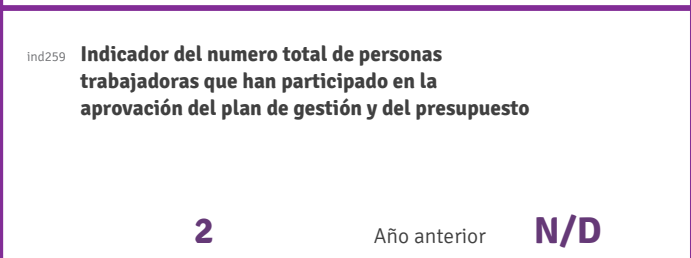 ind259 Indicador del numero total de personas
trabajadoras que han participado en la
aprovación del plan de gestión y del presupuesto
2 Año anterior N/D